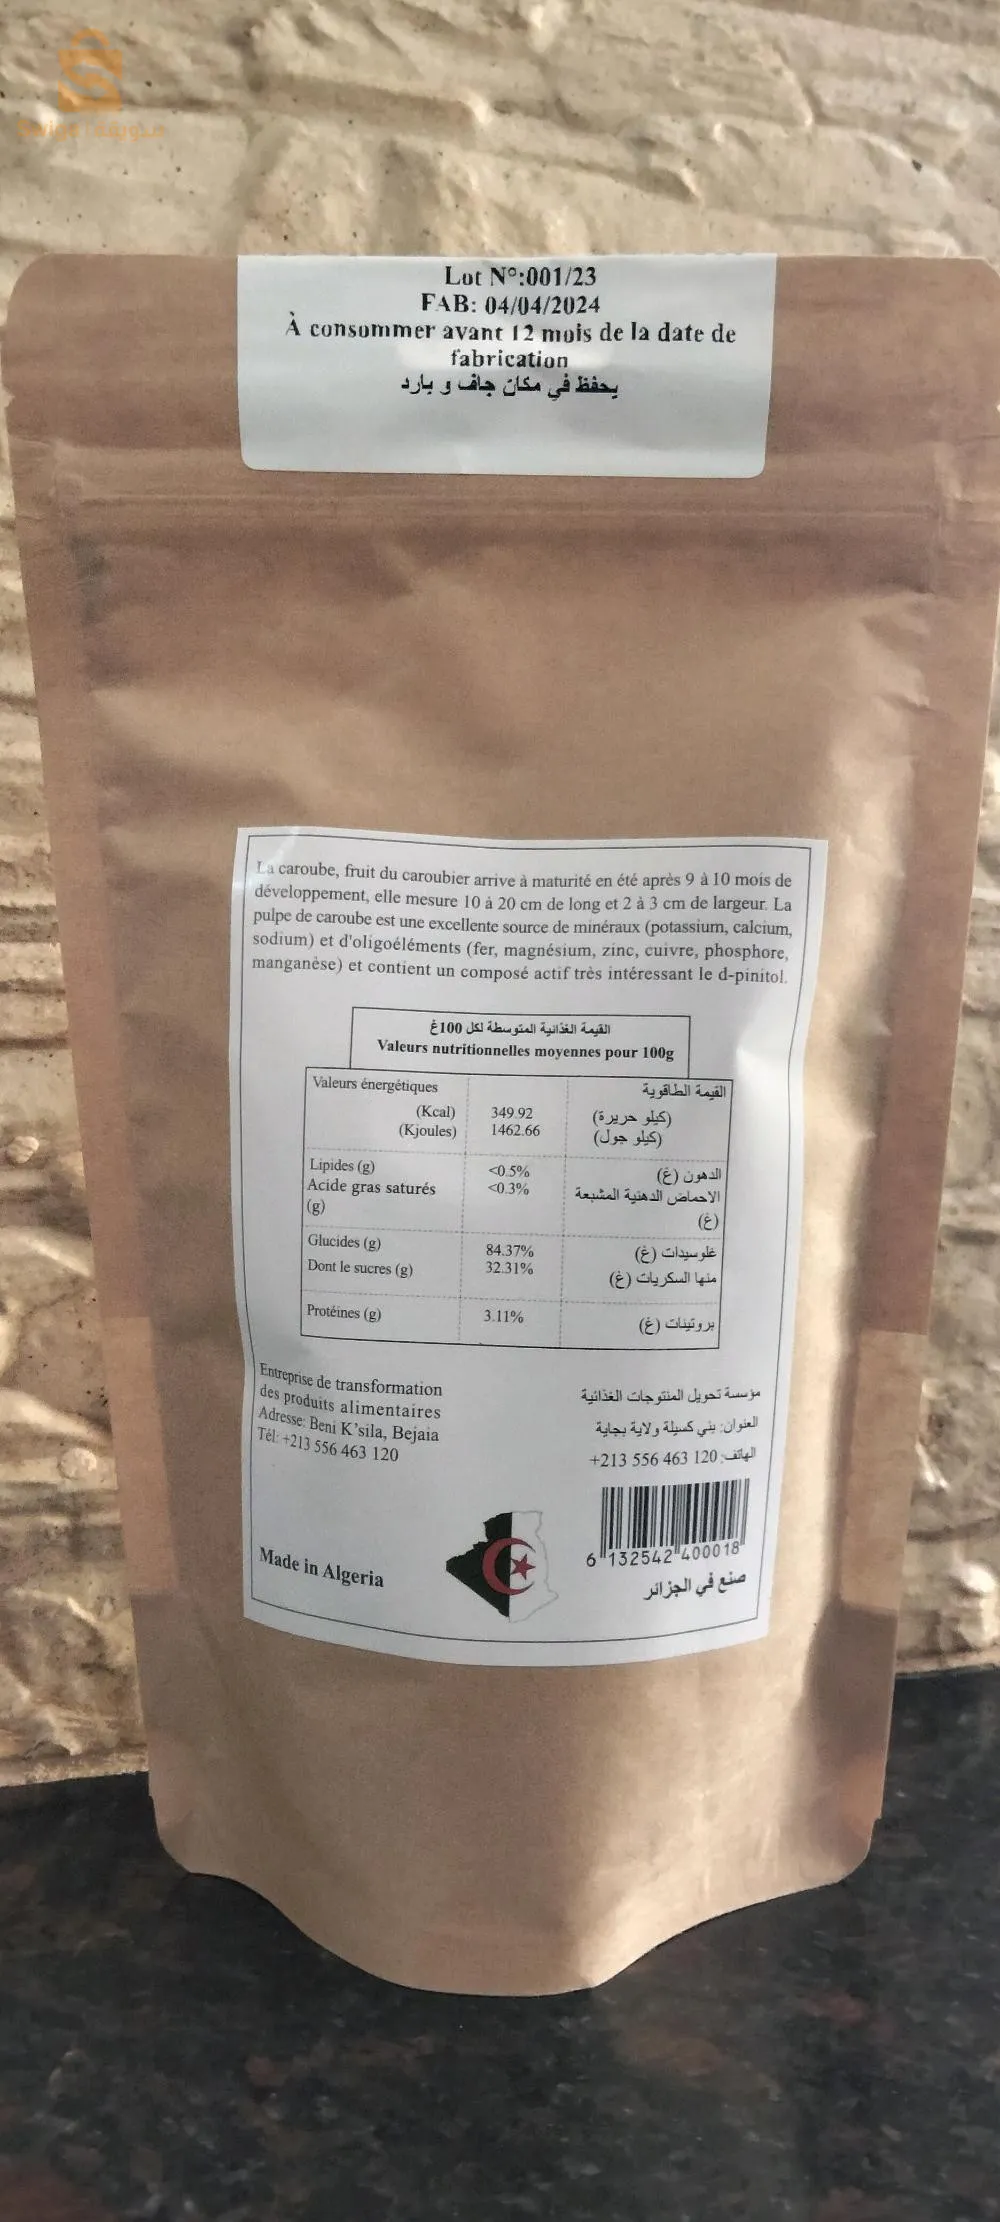 Swiga سويقة
Lot N°:001/23
FAB: 04/04/2024
À consommer avant 12 mois de la date de
fabrication
يحفظ في مكان جاف و بارد
La caroube, fruit du caroubier arrive à maturité en été après 9 à 10 mois de
développement, elle mesure 10 à 20 cm de long et 2 à 3 cm de largeur. La
pulpe de caroube est une excellente source de minéraux (potassium, calcium,
sodium) et d'oligoéléments (fer, magnésium, zinc, cuivre, phosphore,
manganèse) et contient un composé actif très intéressant le d-pinitol.
القيمة الغذائية المتوسطة لكل 100غ
Valeurs nutritionnelles moyennes pour 100g
Valeurs énergétiques القيمة الطاقوية
(Kcal) 349.92 (كيلو حريرة)
(Kjoules) 1462.66 (كيلو جول)
Lipides (g) <0.5% الدهون (غ)
Acide gras saturés <0.3% الاحماض الدهنية المشبعة
(g) (غ)
Glucides (g) 84.37% غلوسيدات (غ)
Dont le sucres (g) 32.31% منها السكريات (غ)
Protéines (g) 3.11% بروتينات (غ)
Entreprise de transformation
des produits alimentaires
Adresse: Beni K’sila, Bejaia
Tél: +213 556 463 120
مؤسسة تحويل المنتوجات الغذائية
العنوان: بني كسيلة ولاية بجاية
الهاتف: 120 463 556 213+
6 132542 400018
Made in Algeria
صنع في الجزائر